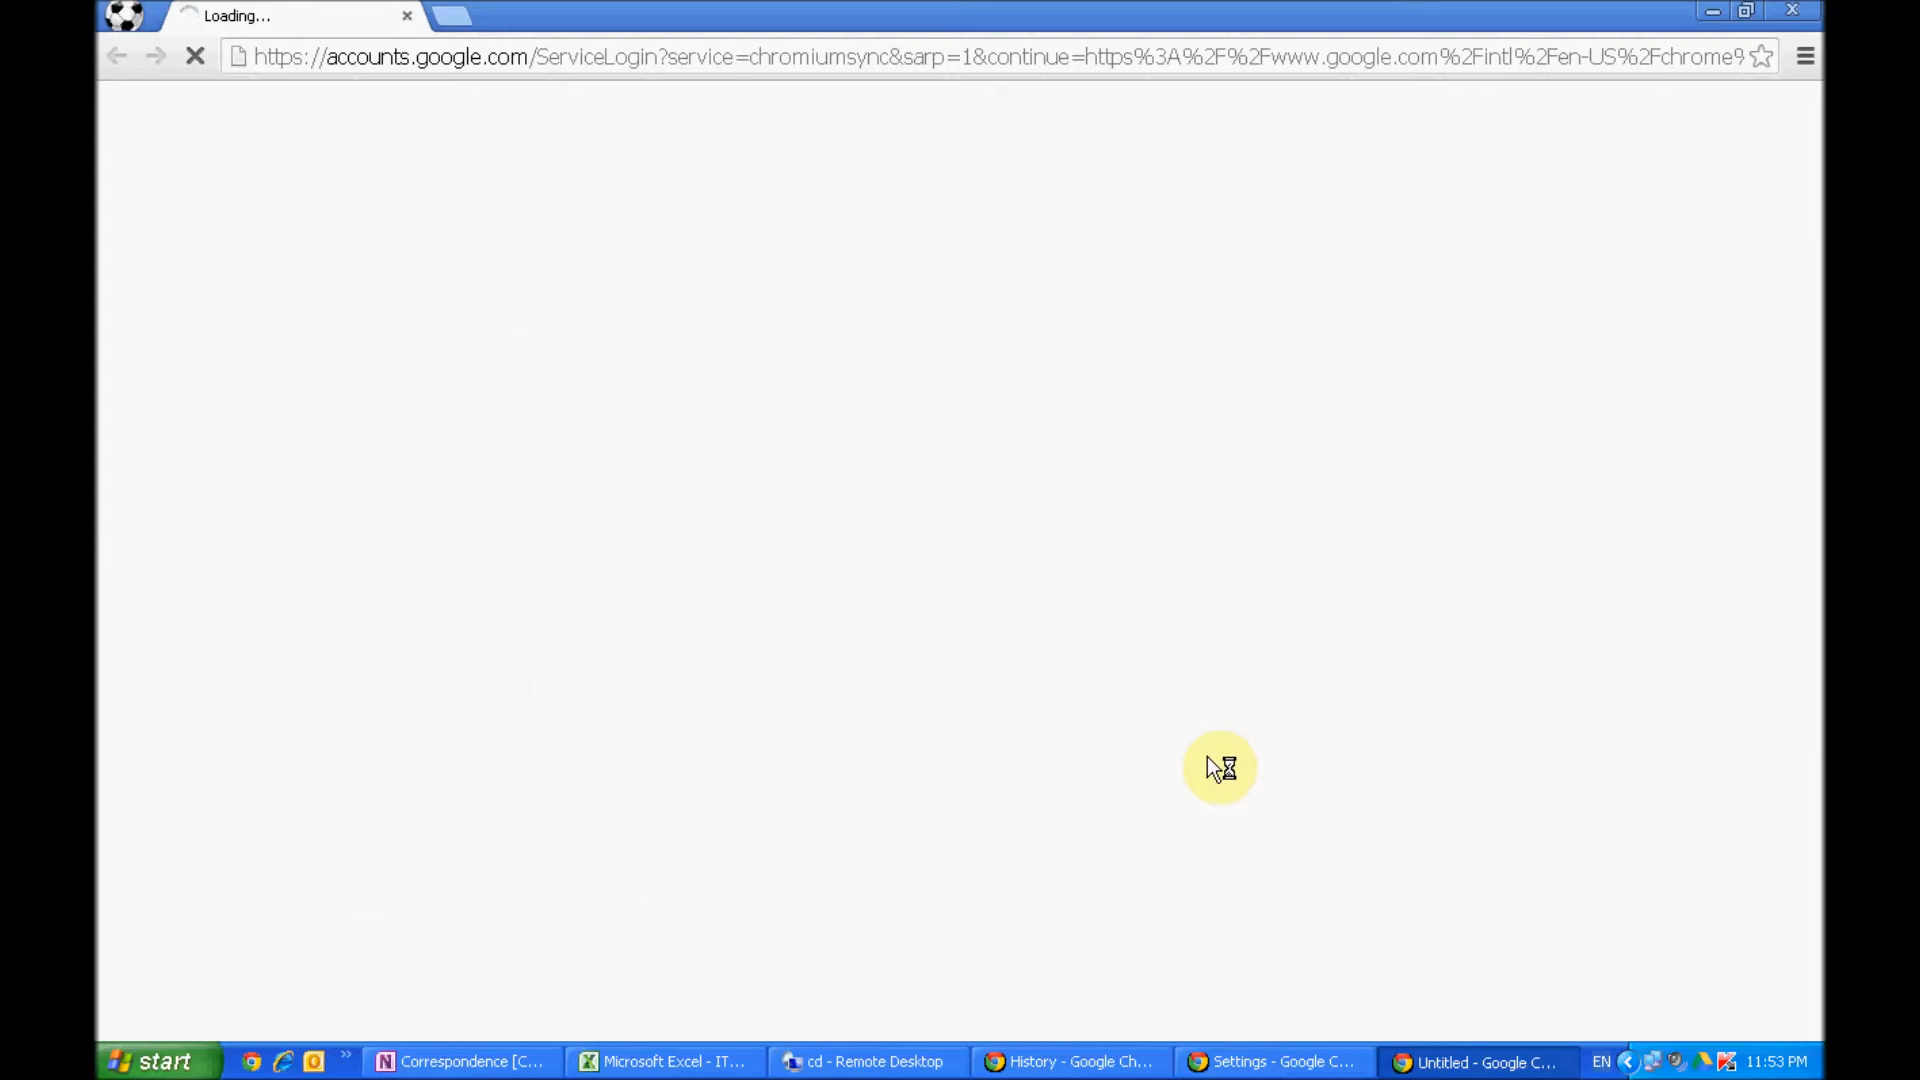 Loading...
https://accounts.google.com/ServiceLogin?service=chromiumsync&sarp=1&continue=https%3A%2F%2Fwww.google.com%2Fintl%2Fen-US%2Fchrome%
start
Correspondence [C...
Microsoft Excel - IT...
cd - Remote Desktop
History - Google Ch...
Settings - Google C...
Untitled - Google C...
EN
11:53 PM